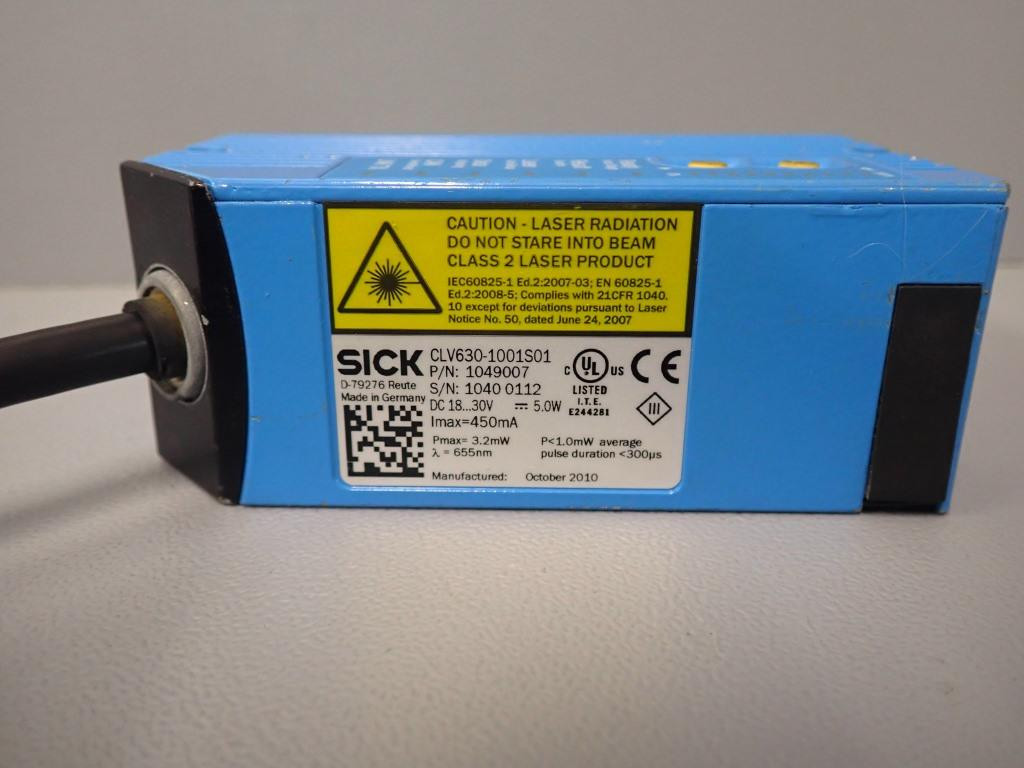 CAUTION - LASER RADIATION
DO NOT STARE INTO BEAM
CLASS 2 LASER PRODUCT
IEC60825-1 Ed.2:2007-03; EN 60825-1
Ed.2:2008-5; Complies with 21CFR 1040.
10 except for deviations pursuant to Laser
Notice No. 50, dated June 24, 2007
SICK
D-79276 Reute
Made in Germany
CLV630-1001S01
P/N: 1049007
S/N: 1040 0112
DC 18...30V ⎓ 5.0W
Imax=450mA
C UL US
LISTED
I.T.E.
E244281
CE
III
Pmax= 3.2mW P<1.0mW average
λ = 655nm pulse duration <300µs
Manufactured: October 2010